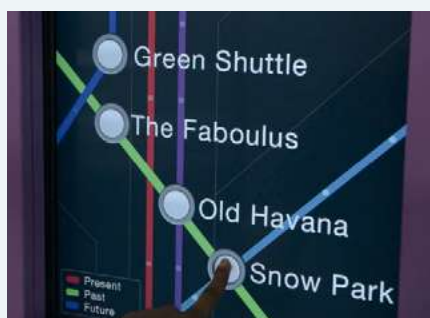 Green Shuttle
The Faboulus
Old Havana
Snow Park
Present
Past
Future